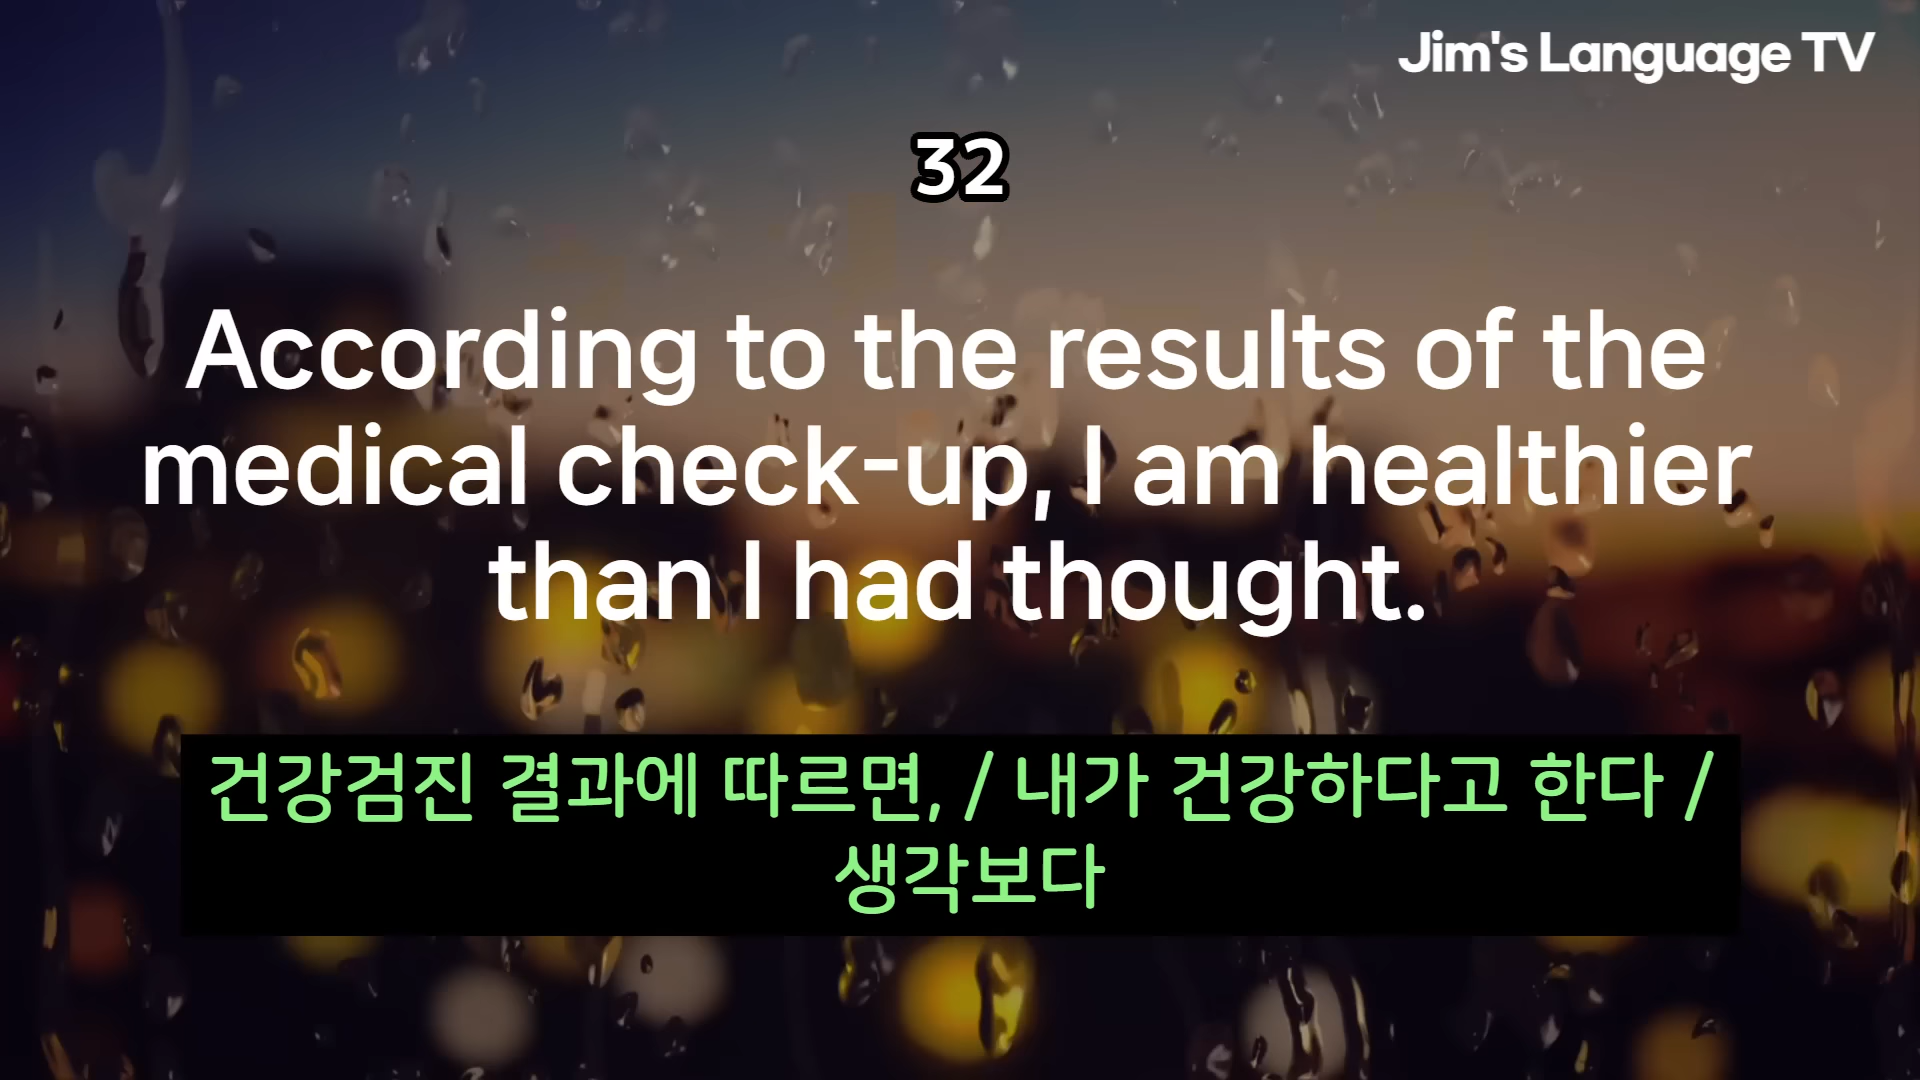 Jim's Language TV
32
According to the results of the
medical check-up, I am healthier
than I had thought.
건강검진 결과에 따르면, / 내가 건강하다고 한다 /
생각보다